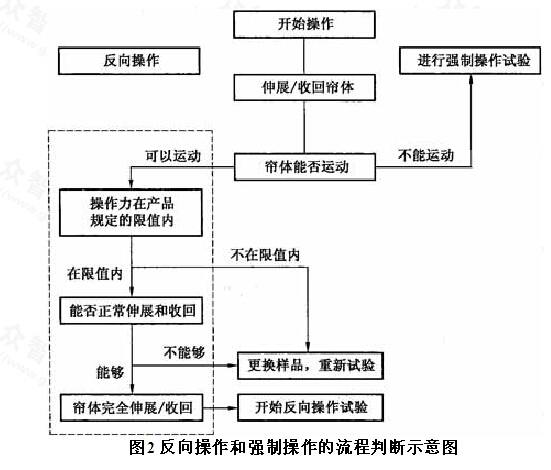 开始操作
反向操作
进行强制操作试验
伸展/收回帘体
可以运动
帘体能否运动
不能运动
操作力在产品
规定的限值内
不在限值内
在限值内
能否正常伸展和收回
不能够
能够
更换样品，重新试验
帘体完全伸展/收回
开始反向操作试验
图2反向操作和强制操作的流程判断示意图